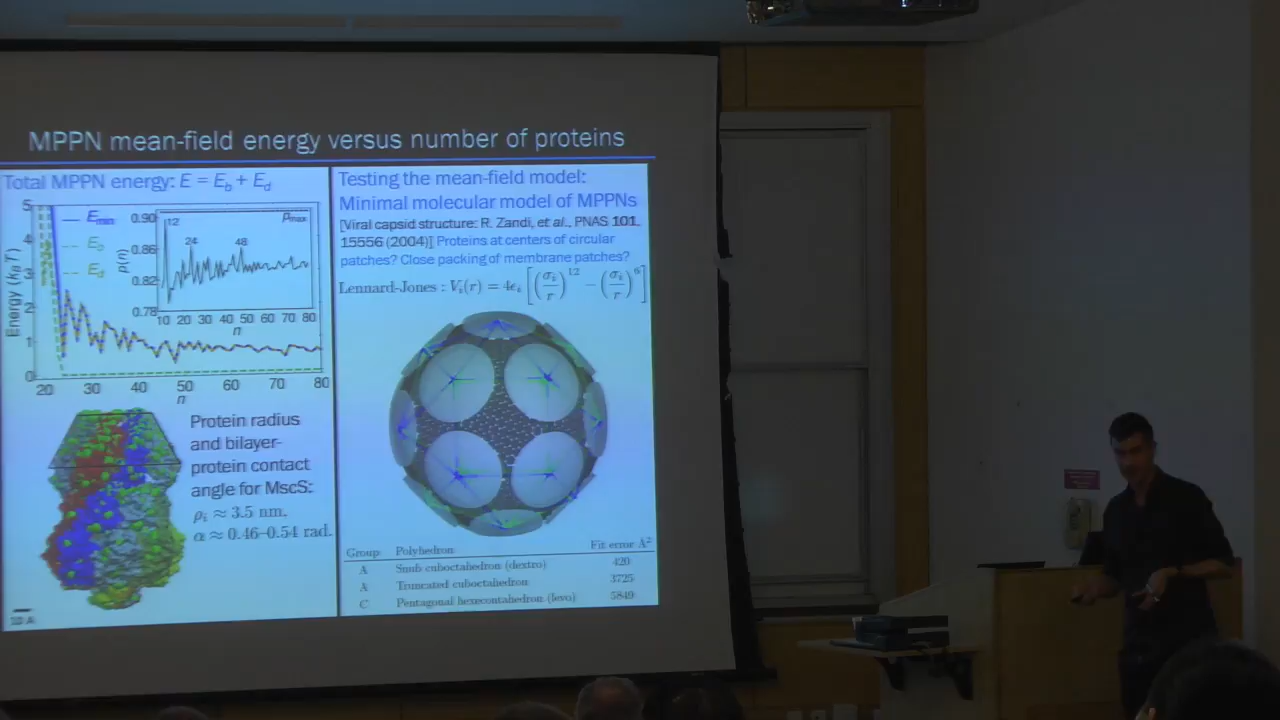 MPPN mean-field energy versus number of proteins
Total MPPN energy: E = E_b + E_d
5
4
3
2
1
0
Energy (k_BT)
E_min
E_b
E_d
0.90
0.86
0.82
0.78
p(n)
12
24
48
p_max
10 20 30 40 50 60 70 80
n
20 30 40 50 60 70 80
n
Protein radius
and bilayer-
protein contact
angle for MscS:
ρ_i ≈ 3.5 nm.
α ≈ 0.46–0.54 rad.
10 Å
Testing the mean-field model:
Minimal molecular model of MPPNs
[Viral capsid structure: R. Zandi, et al., PNAS 101,
15556 (2004)] Proteins at centers of circular
patches? Close packing of membrane patches?
Lennard-Jones : V_i(r) = 4ϵ_i [(σ_i/r)^12 − (σ_i/r)^6]
Group Polyhedron Fit error Å²
A Snub cuboctahedron (dextro) 420
A Truncated cuboctahedron 3725
C Pentagonal hexecontahedron (levo) 5849